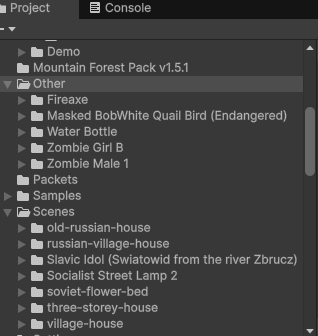 Project
Console
Demo
Mountain Forest Pack v1.5.1
Other
Fireaxe
Masked BobWhite Quail Bird (Endangered)
Water Bottle
Zombie Girl B
Zombie Male 1
Packets
Samples
Scenes
old-russian-house
russian-village-house
Slavic Idol (Swiatowid from the river Zbrucz)
Socialist Street Lamp 2
soviet-flower-bed
three-storey-house
village-house